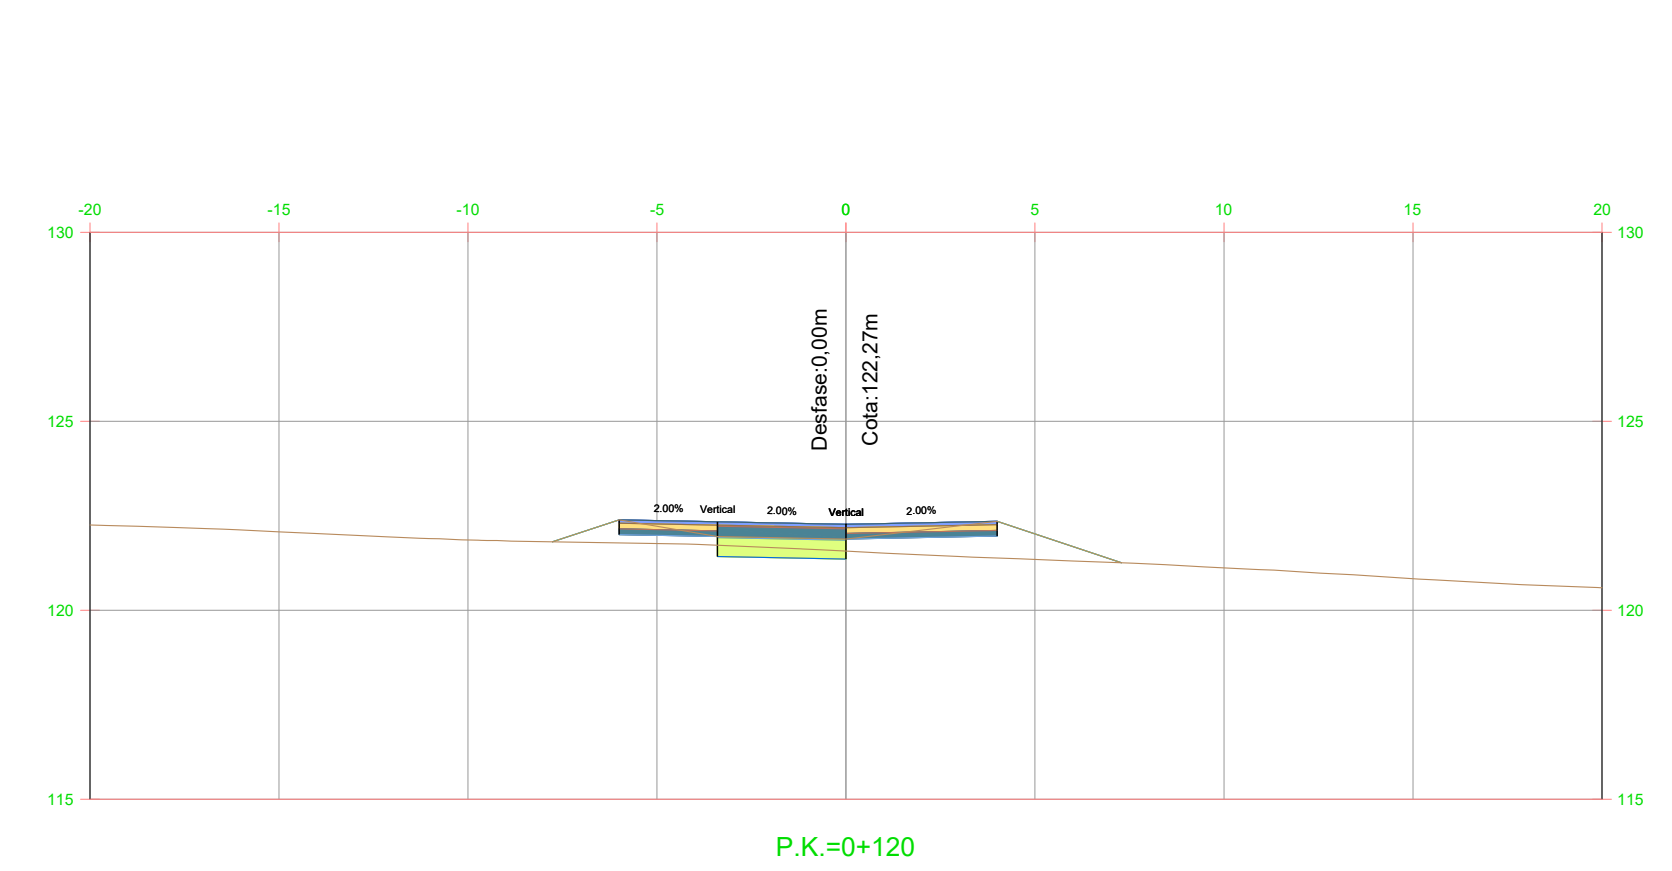 -20 -15 -10 -5 0 5 10 15 20
130 130
Desfase:0,00m
Cota:122,27m
125 125
2.00% Vertical 2.00% Vertical 2.00%
120 120
115 115
P.K.=0+120